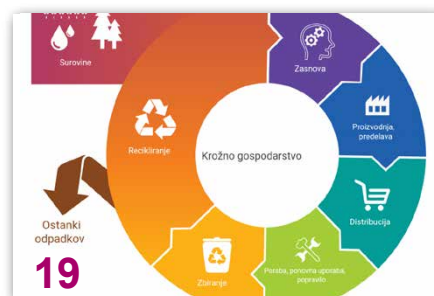 Surovine
Zasnova
Proizvodnja,
predelava
Recikliranje
Krožno gospodarstvo
Distribucija
Ostanki
odpadkov
Zbiranje
Poraba, ponovna uporaba,
popravilo
19